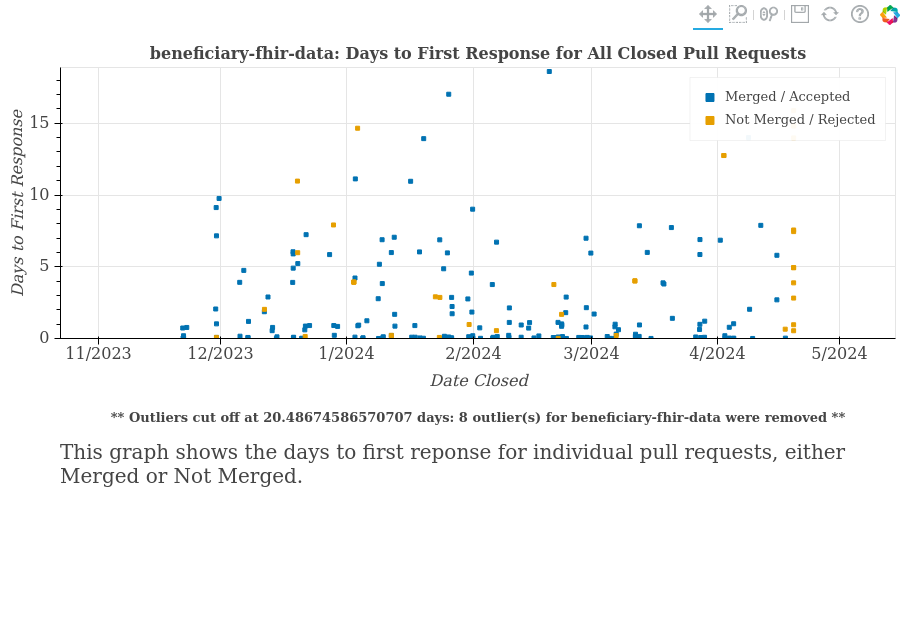 beneficiary-fhir-data: Days to First Response for All Closed Pull Requests
Merged / Accepted
Not Merged / Rejected
Days to First Response
15
10
5
0
11/2023 12/2023 1/2024 2/2024 3/2024 4/2024 5/2024
Date Closed
** Outliers cut off at 20.48674586570707 days: 8 outlier(s) for beneficiary-fhir-data were removed **
This graph shows the days to first reponse for individual pull requests, either
Merged or Not Merged.